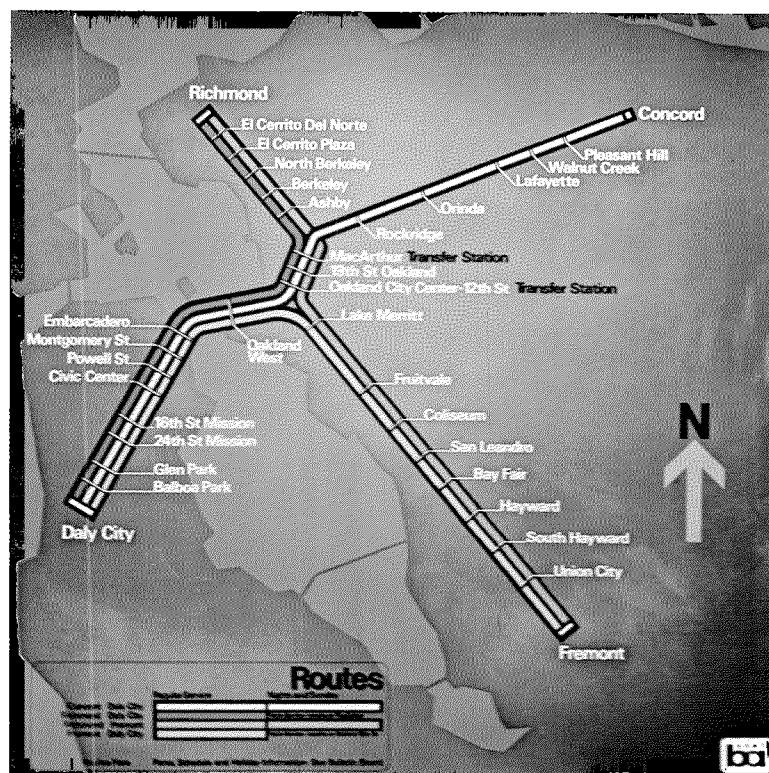 Richmond
El Cerrito Del Norte
El Cerrito Plaza
North Berkeley
Berkeley
Ashby
Concord
Pleasant Hill
Walnut Creek
Lafayette
Orinda
Rockridge
MacArthur Transfer Station
19th St Oakland
Oakland City Center-12th St Transfer Station
Lake Merritt
Oakland
West
Embarcadero
Montgomery St
Powell St
Civic Center
16th St Mission
24th St Mission
Glen Park
Balboa Park
Daly City
Fruitvale
Coliseum
San Leandro
Bay Fair
Hayward
South Hayward
Union City
Fremont
N
Routes
Regular Service
ba